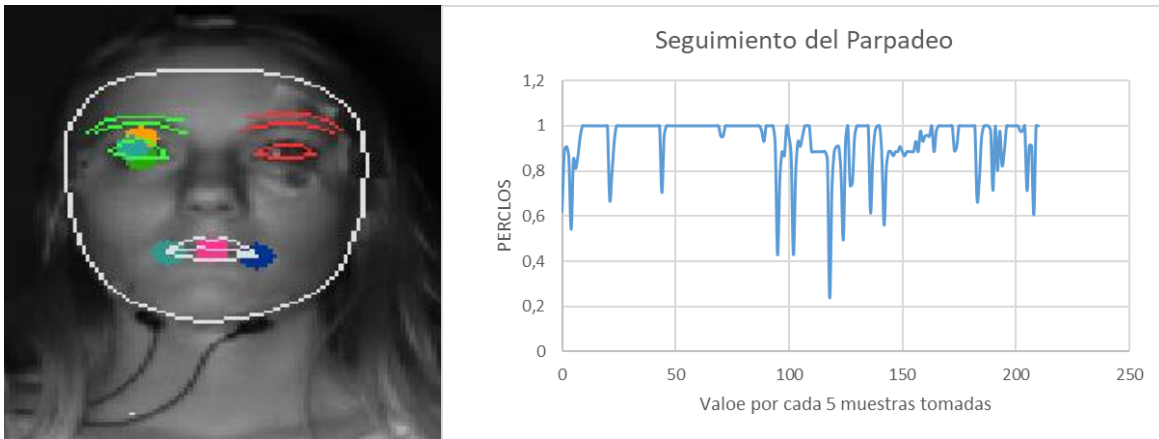 Seguimiento del Parpadeo
1,2
1
0,8
0,6
0,4
0,2
0
PERCLOS
0 50 100 150 200 250
Valoe por cada 5 muestras tomadas